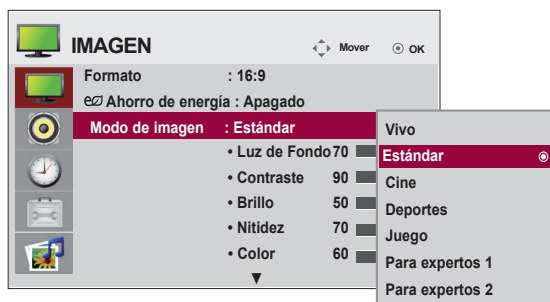 IMAGEN
Mover
OK
Formato : 16:9
Ahorro de energía : Apagado
Modo de imagen : Estándar
• Luz de Fondo 70
• Contraste 90
• Brillo 50
• Nitidez 70
• Color 60
Vivo
Estándar
Cine
Deportes
Juego
Para expertos 1
Para expertos 2